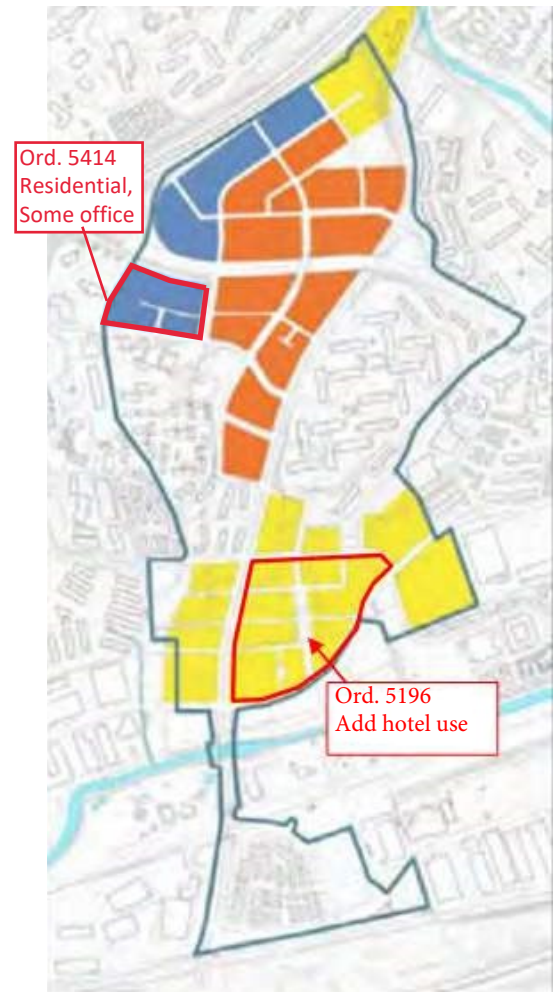 Ord. 5414
Residential,
Some office
Ord. 5196
Add hotel use